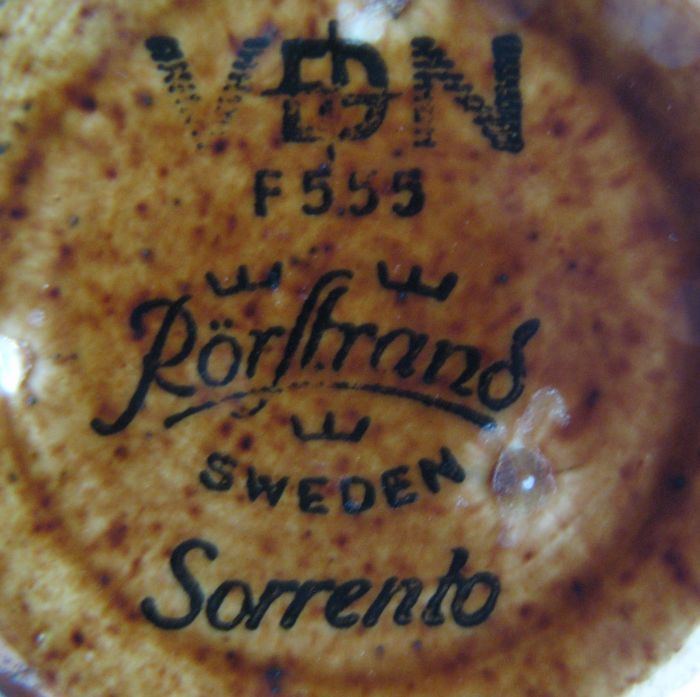 VDN
F 555
Rörstrand
SWEDEN
Sorrento